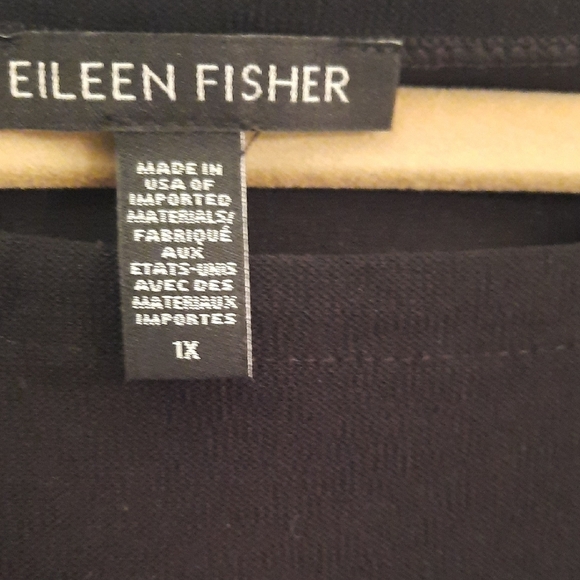 EILEEN FISHER
MADE IN
USA OF
IMPORTED
MATERIALS/
FABRIQUÉ
AUX
ETATS-UNIS
AVEC DES
MATERIAUX
IMPORTES
1X